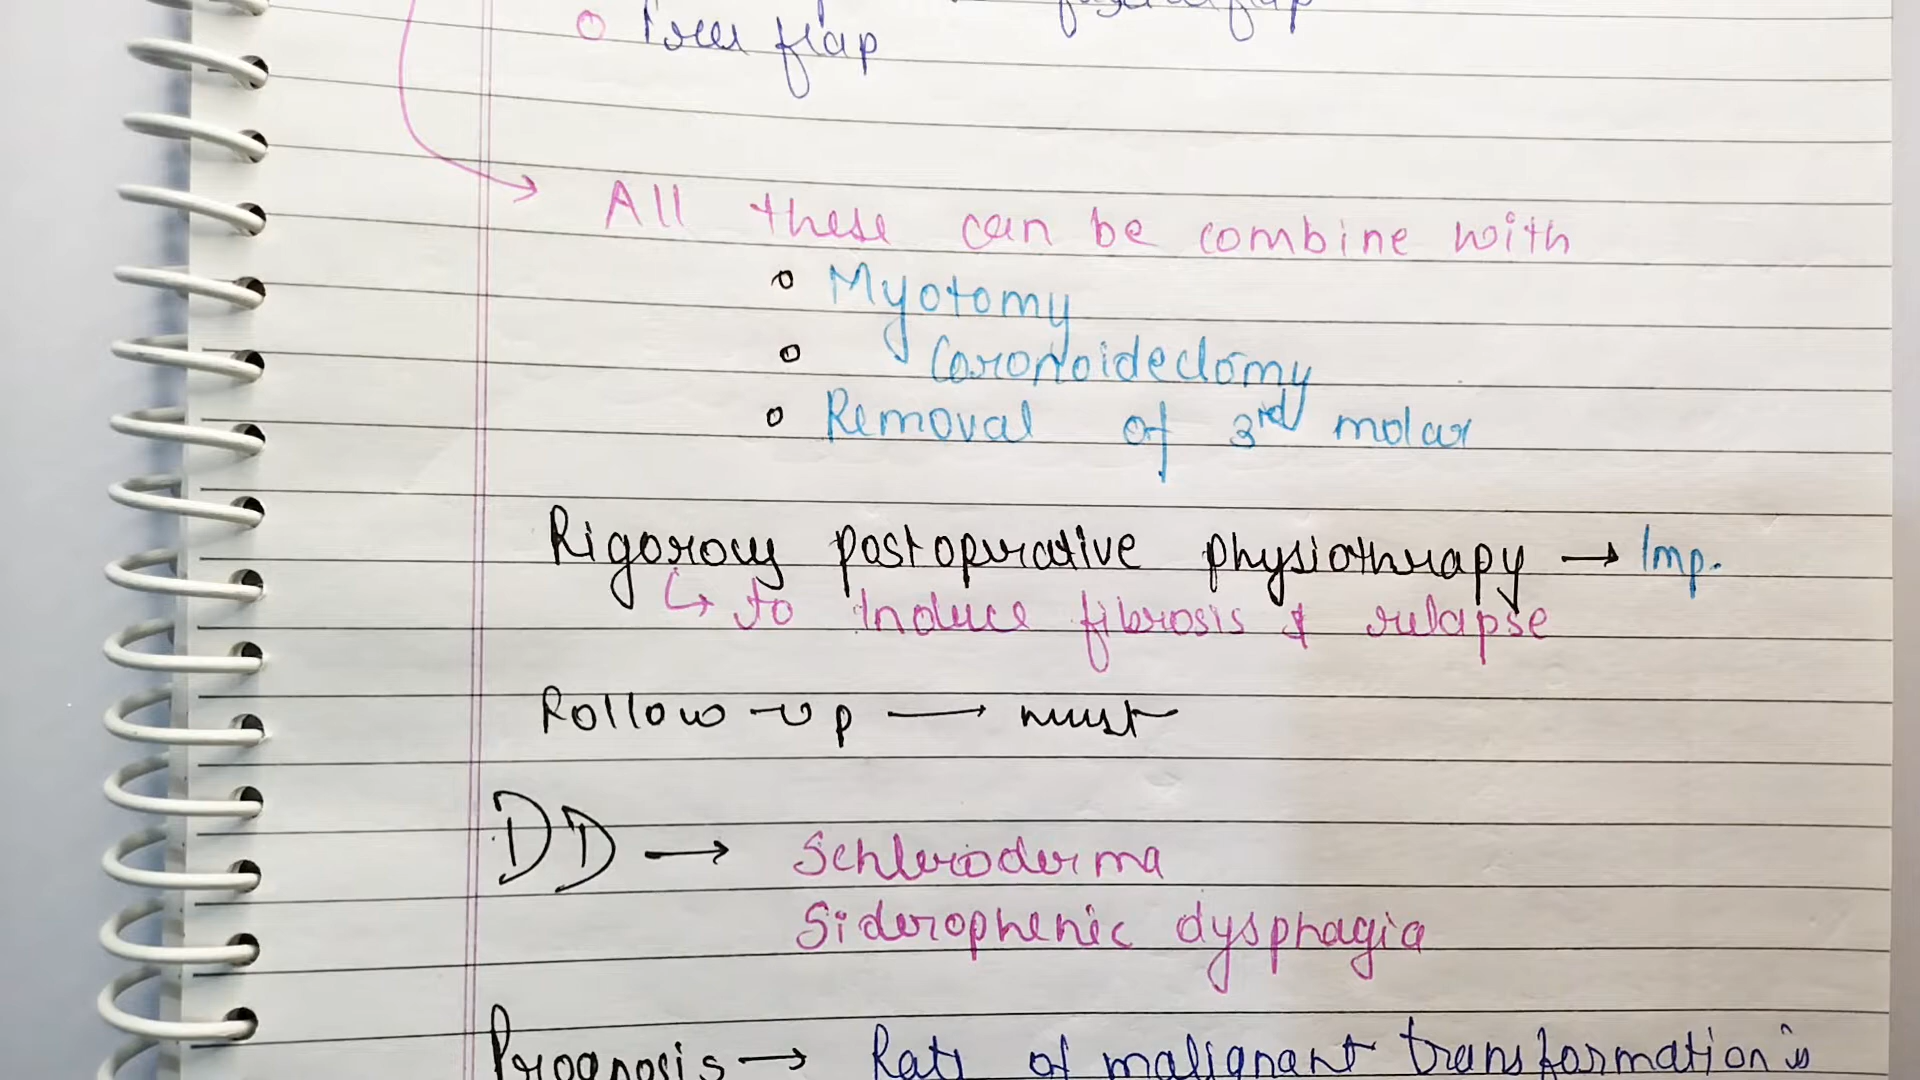 o Free flap
→ All these can be combine with
o Myotomy
o Coronoidectomy
o Removal of 3rd molar
Rigorous postoperative physiotherapy → Imp.
↳ to induce fibrosis & relapse
Follow-up → must
DD → Schleroderma
Siderophenic dysphagia
Prognosis → Rate of malignant transformation is